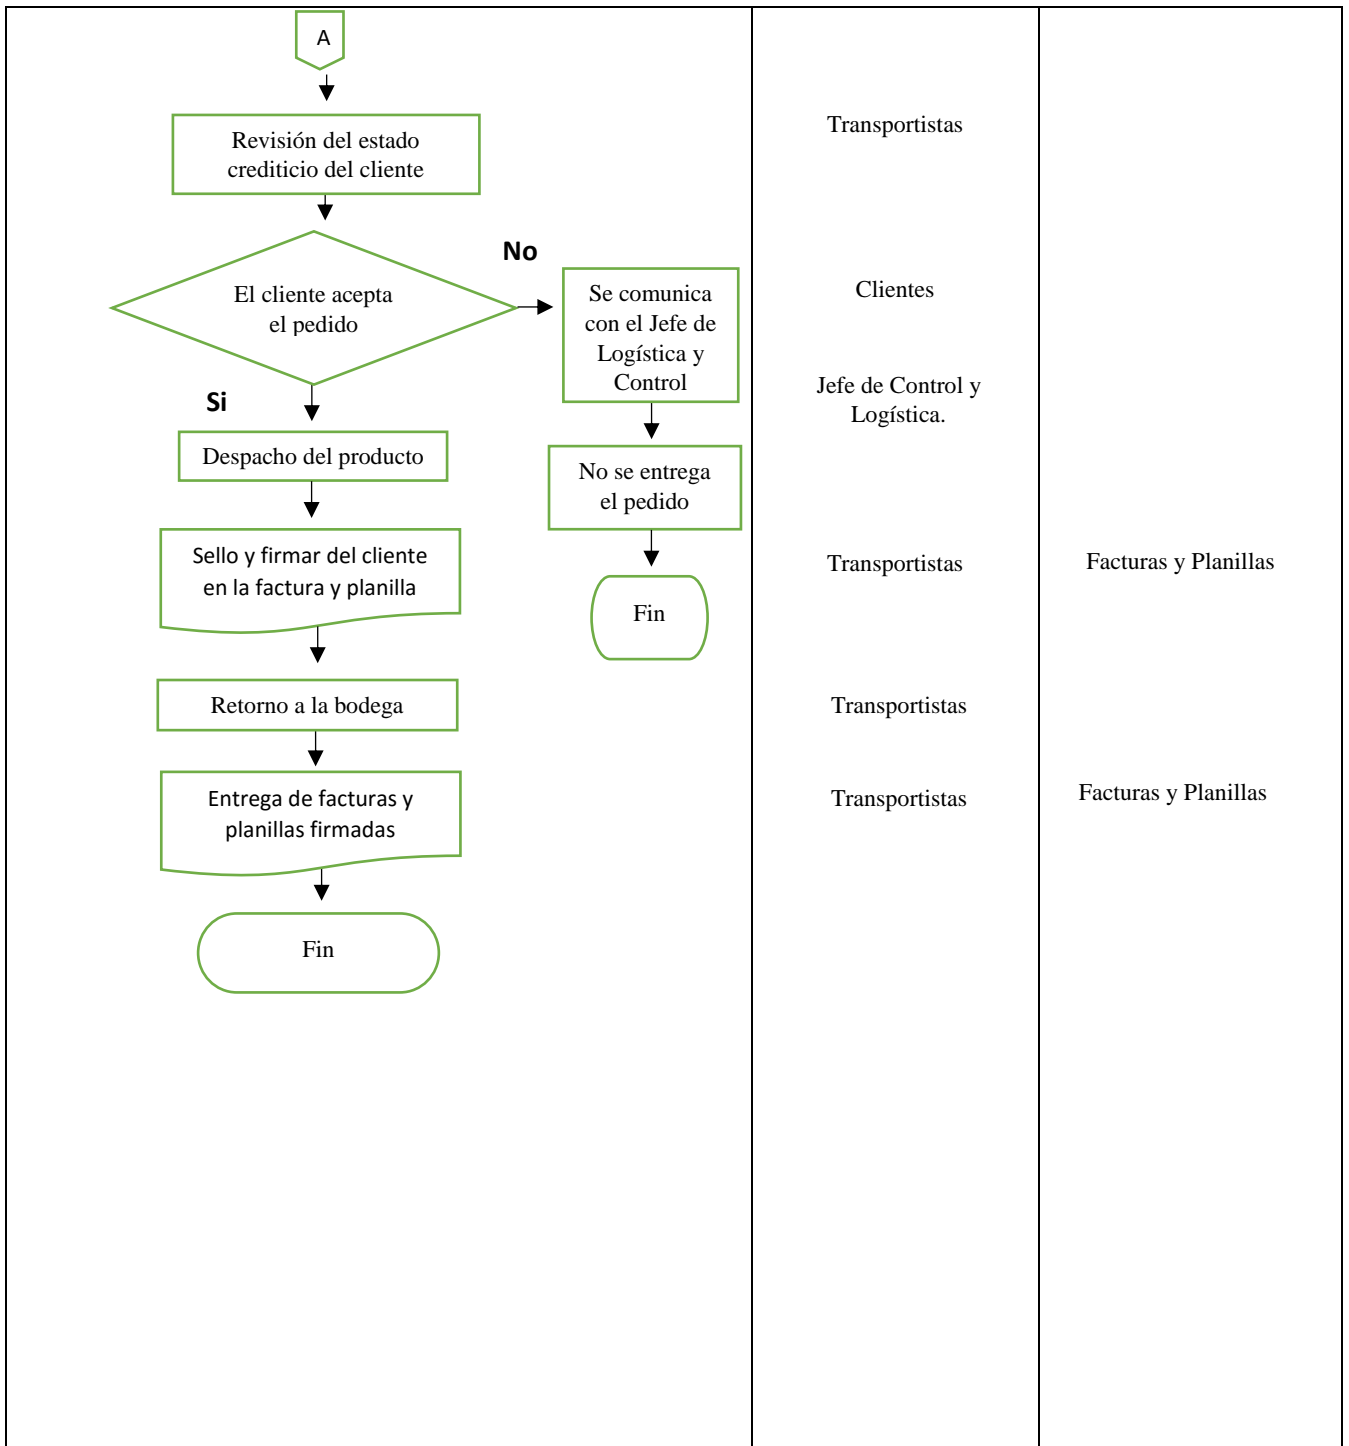 A
Revisión del estado
crediticio del cliente
Transportistas
No
El cliente acepta
el pedido
Se comunica
con el Jefe de
Logística y
Control
Clientes
Jefe de Control y
Logística.
Si
Despacho del producto
No se entrega
el pedido
Sello y firmar del cliente
en la factura y planilla
Fin
Transportistas
Facturas y Planillas
Retorno a la bodega
Transportistas
Entrega de facturas y
planillas firmadas
Transportistas
Facturas y Planillas
Fin